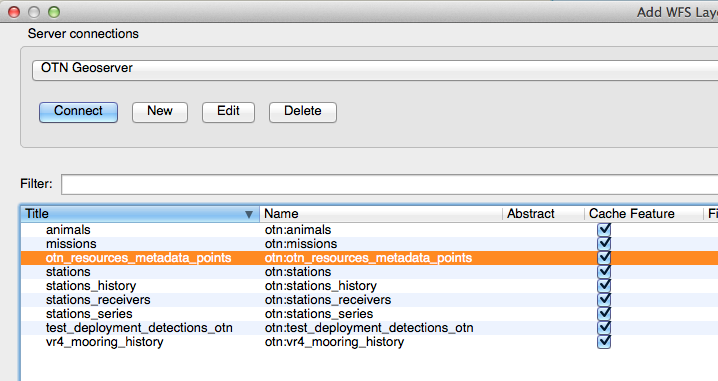 Add WFS Lay
Server connections
OTN Geoserver
Connect New Edit Delete
Filter:
Title Name Abstract Cache Feature Fi
animals otn:animals
missions otn:missions
otn_resources_metadata_points otn:otn_resources_metadata_points
stations otn:stations
stations_history otn:stations_history
stations_receivers otn:stations_receivers
stations_series otn:stations_series
test_deployment_detections_otn otn:test_deployment_detections_otn
vr4_mooring_history otn:vr4_mooring_history